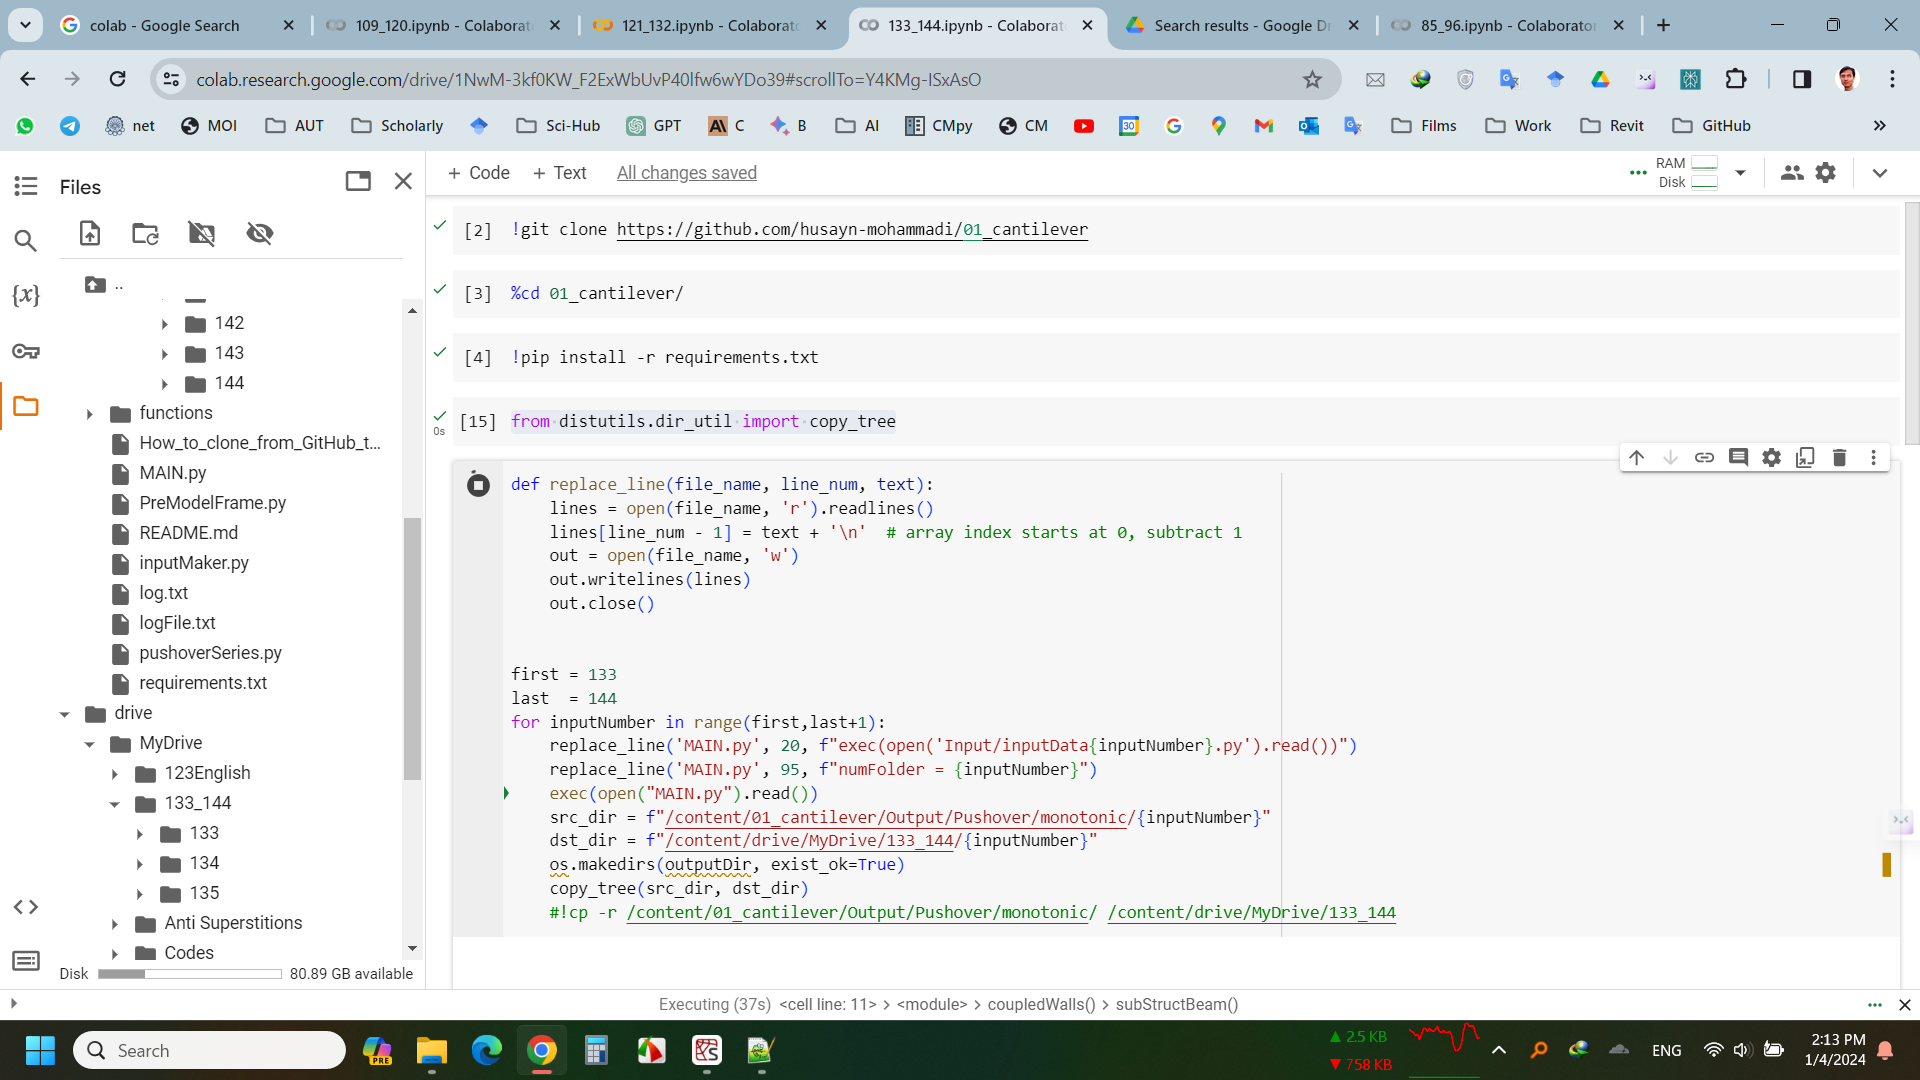 colab - Google Search
109_120.ipynb - Colaborat
121_132.ipynb - Colaborat
133_144.ipynb - Colaborat
Search results - Google Dr
85_96.ipynb - Colaborator
colab.research.google.com/drive/1NwM-3kf0KW_F2ExWbUvP40lfw6wYDo39#scrollTo=Y4KMg-ISxAsO
net
MOI
AUT
Scholarly
Sci-Hub
GPT
C
B
AI
CMpy
CM
Films
Work
Revit
GitHub
Files
+ Code
+ Text
All changes saved
RAM
Disk
..
142
143
144
functions
How_to_clone_from_GitHub_t...
MAIN.py
PreModelFrame.py
README.md
inputMaker.py
log.txt
logFile.txt
pushoverSeries.py
requirements.txt
drive
MyDrive
123English
133_144
133
134
135
Anti Superstitions
Codes
Disk
80.89 GB available
[2] !git clone https://github.com/husayn-mohammadi/01_cantilever
[3] %cd 01_cantilever/
[4] !pip install -r requirements.txt
0s
[15] from distutils.dir_util import copy_tree
def replace_line(file_name, line_num, text):
    lines = open(file_name, 'r').readlines()
    lines[line_num - 1] = text + '\n'  # array index starts at 0, subtract 1
    out = open(file_name, 'w')
    out.writelines(lines)
    out.close()
first = 133
last  = 144
for inputNumber in range(first,last+1):
    replace_line('MAIN.py', 20, f"exec(open('Input/inputData{inputNumber}.py').read())")
    replace_line('MAIN.py', 95, f"numFolder = {inputNumber}")
    exec(open("MAIN.py").read())
    src_dir = f"/content/01_cantilever/Output/Pushover/monotonic/{inputNumber}"
    dst_dir = f"/content/drive/MyDrive/133_144/{inputNumber}"
    os.makedirs(outputDir, exist_ok=True)
    copy_tree(src_dir, dst_dir)
    #!cp -r /content/01_cantilever/Output/Pushover/monotonic/ /content/drive/MyDrive/133_144
Executing (37s) <cell line: 11> > <module> > coupledWalls() > subStructBeam()
Search
PRE
2.5 KB
758 KB
ENG
2:13 PM
1/4/2024